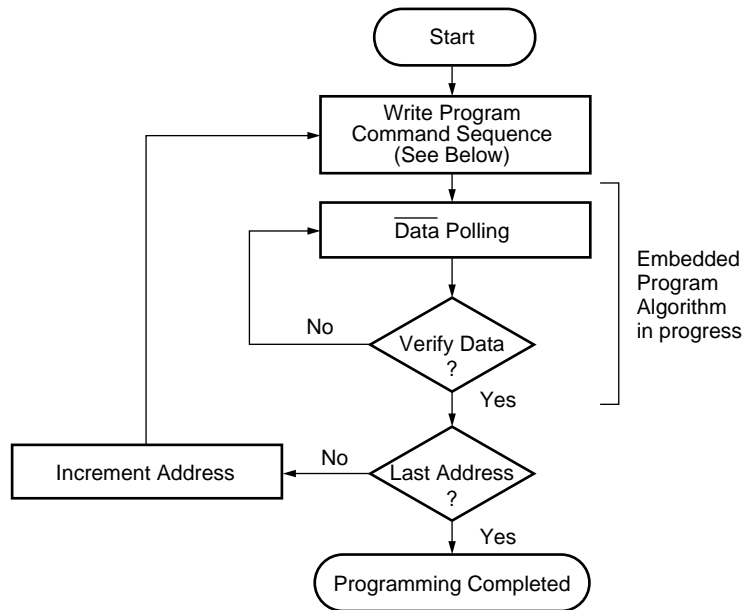 Start
Write Program
Command Sequence
(See Below)
Data Polling
Embedded
Program
Algorithm
in progress
No
Verify Data
?
Yes
Increment Address
No
Last Address
?
Yes
Programming Completed